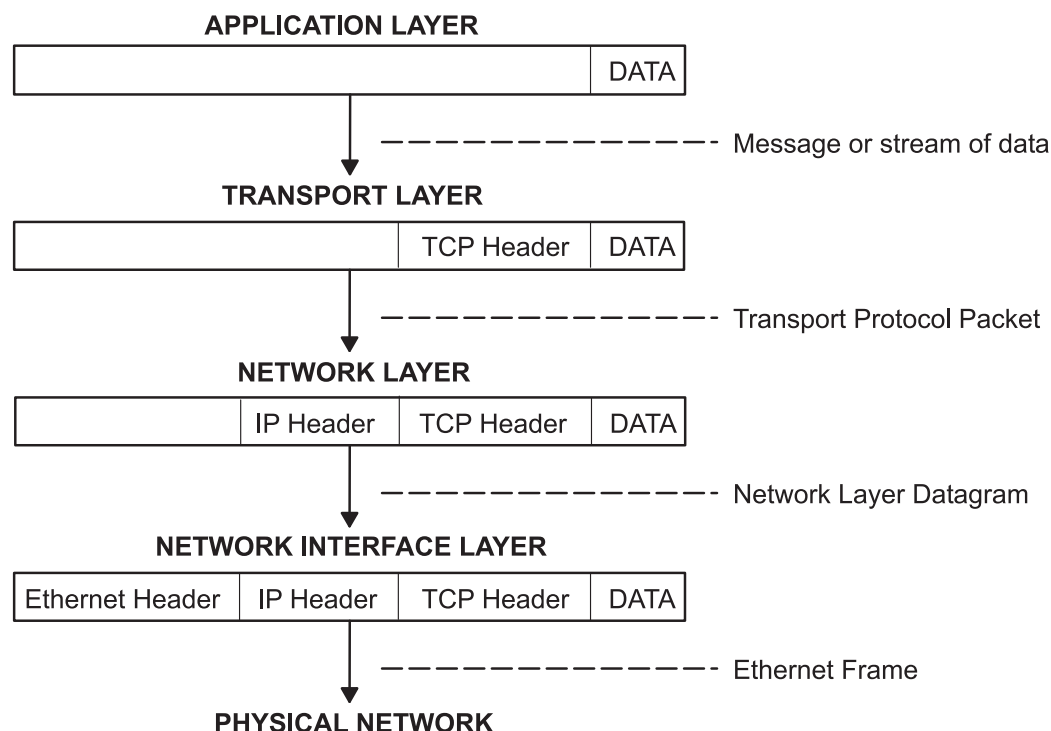 APPLICATION LAYER
DATA
Message or stream of data
TRANSPORT LAYER
TCP Header DATA
Transport Protocol Packet
NETWORK LAYER
IP Header TCP Header DATA
Network Layer Datagram
NETWORK INTERFACE LAYER
Ethernet Header IP Header TCP Header DATA
Ethernet Frame
PHYSICAL NETWORK